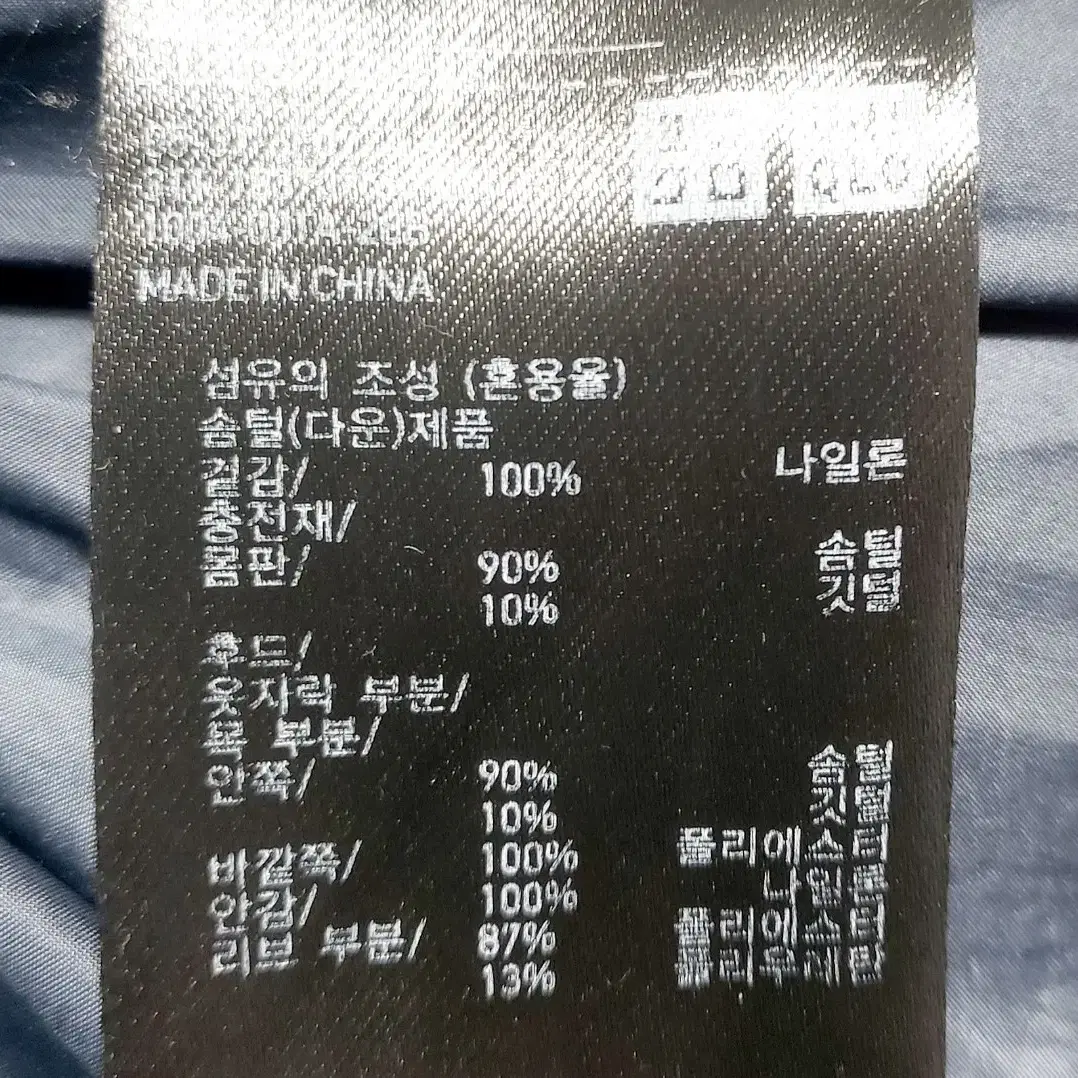 MADE IN CHINA
섬유의 조성 (혼용율)
솜털(다운)제품
겉감/ 100% 나일론
충전재/
몸판/ 90% 솜털
10% 깃털
후드/
옷자락 부분/
목 부분/
안쪽/ 90% 솜털
10% 깃털
바깥쪽/ 100% 폴리에스터
안감/ 100% 나일론
리브 부분/ 87% 폴리에스터
13% 폴리우레탄